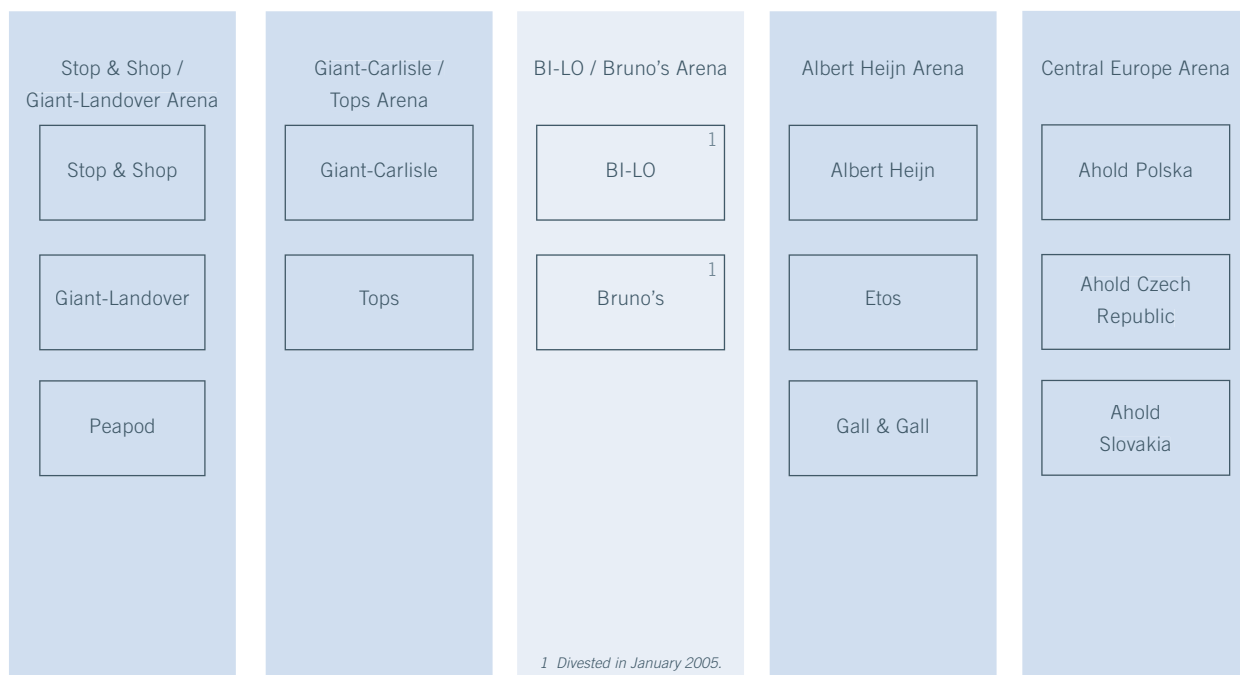 Stop & Shop /
Giant-Landover Arena
Stop & Shop
Giant-Landover
Peapod
Giant-Carlisle /
Tops Arena
Giant-Carlisle
Tops
BI-LO / Bruno's Arena
1
BI-LO
1
Bruno's
1 Divested in January 2005.
Albert Heijn Arena
Albert Heijn
Etos
Gall & Gall
Central Europe Arena
Ahold Polska
Ahold Czech
Republic
Ahold
Slovakia